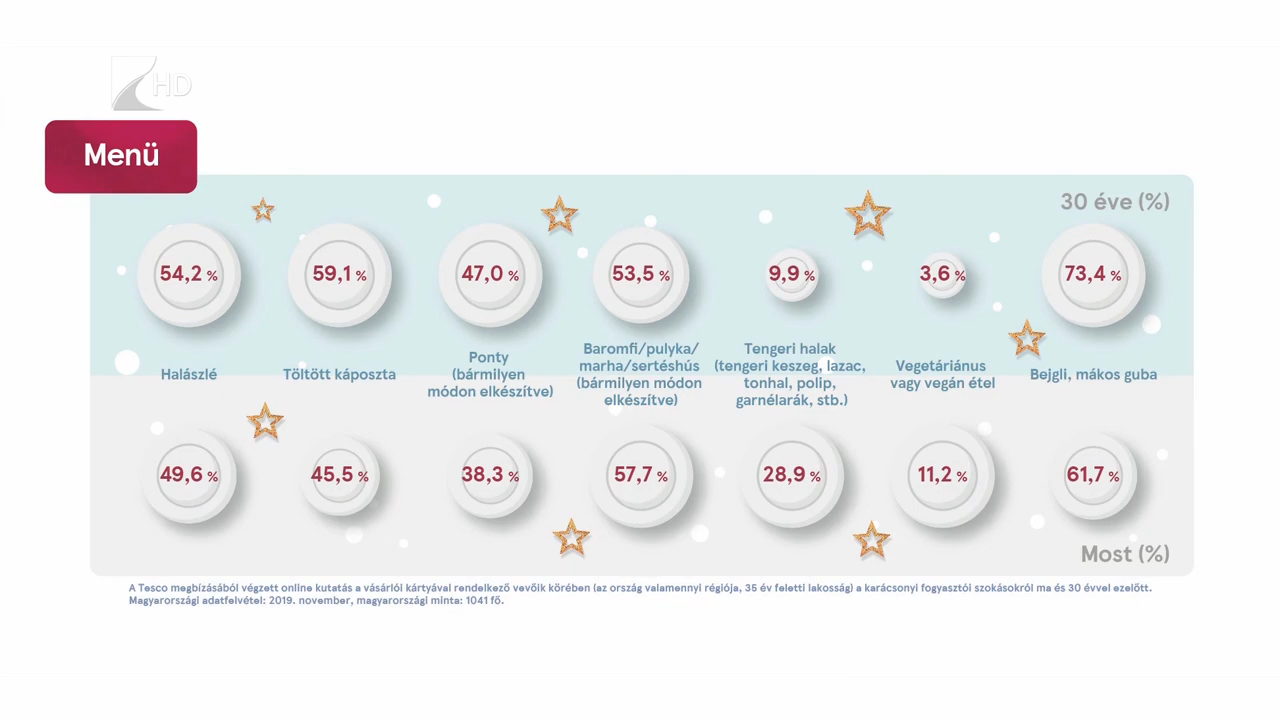 HD
Menü
30 éve (%)
54,2 % 59,1 % 47,0 % 53,5 % 9,9 % 3,6 % 73,4 %
Halászlé
Töltött káposzta
Ponty
(bármilyen
módon elkészítve)
Baromfi/pulyka/
marha/sertéshús
(bármilyen módon
elkészítve)
Tengeri halak
(tengeri keszeg, lazac,
tonhal, polip,
garnélarák, stb.)
Vegetáriánus
vagy vegán étel
Bejgli, mákos guba
49,6 % 45,5 % 38,3 % 57,7 % 28,9 % 11,2 % 61,7 %
Most (%)
A Tesco megbízásából végzett online kutatás a vásárlói kártyával rendelkező vevőik körében (az ország valamennyi régiója, 35 év feletti lakosság) a karácsonyi fogyasztói szokásokról ma és 30 évvel ezelőtt.
Magyarországi adatfelvétel: 2019. november, magyarországi minta: 1041 fő.